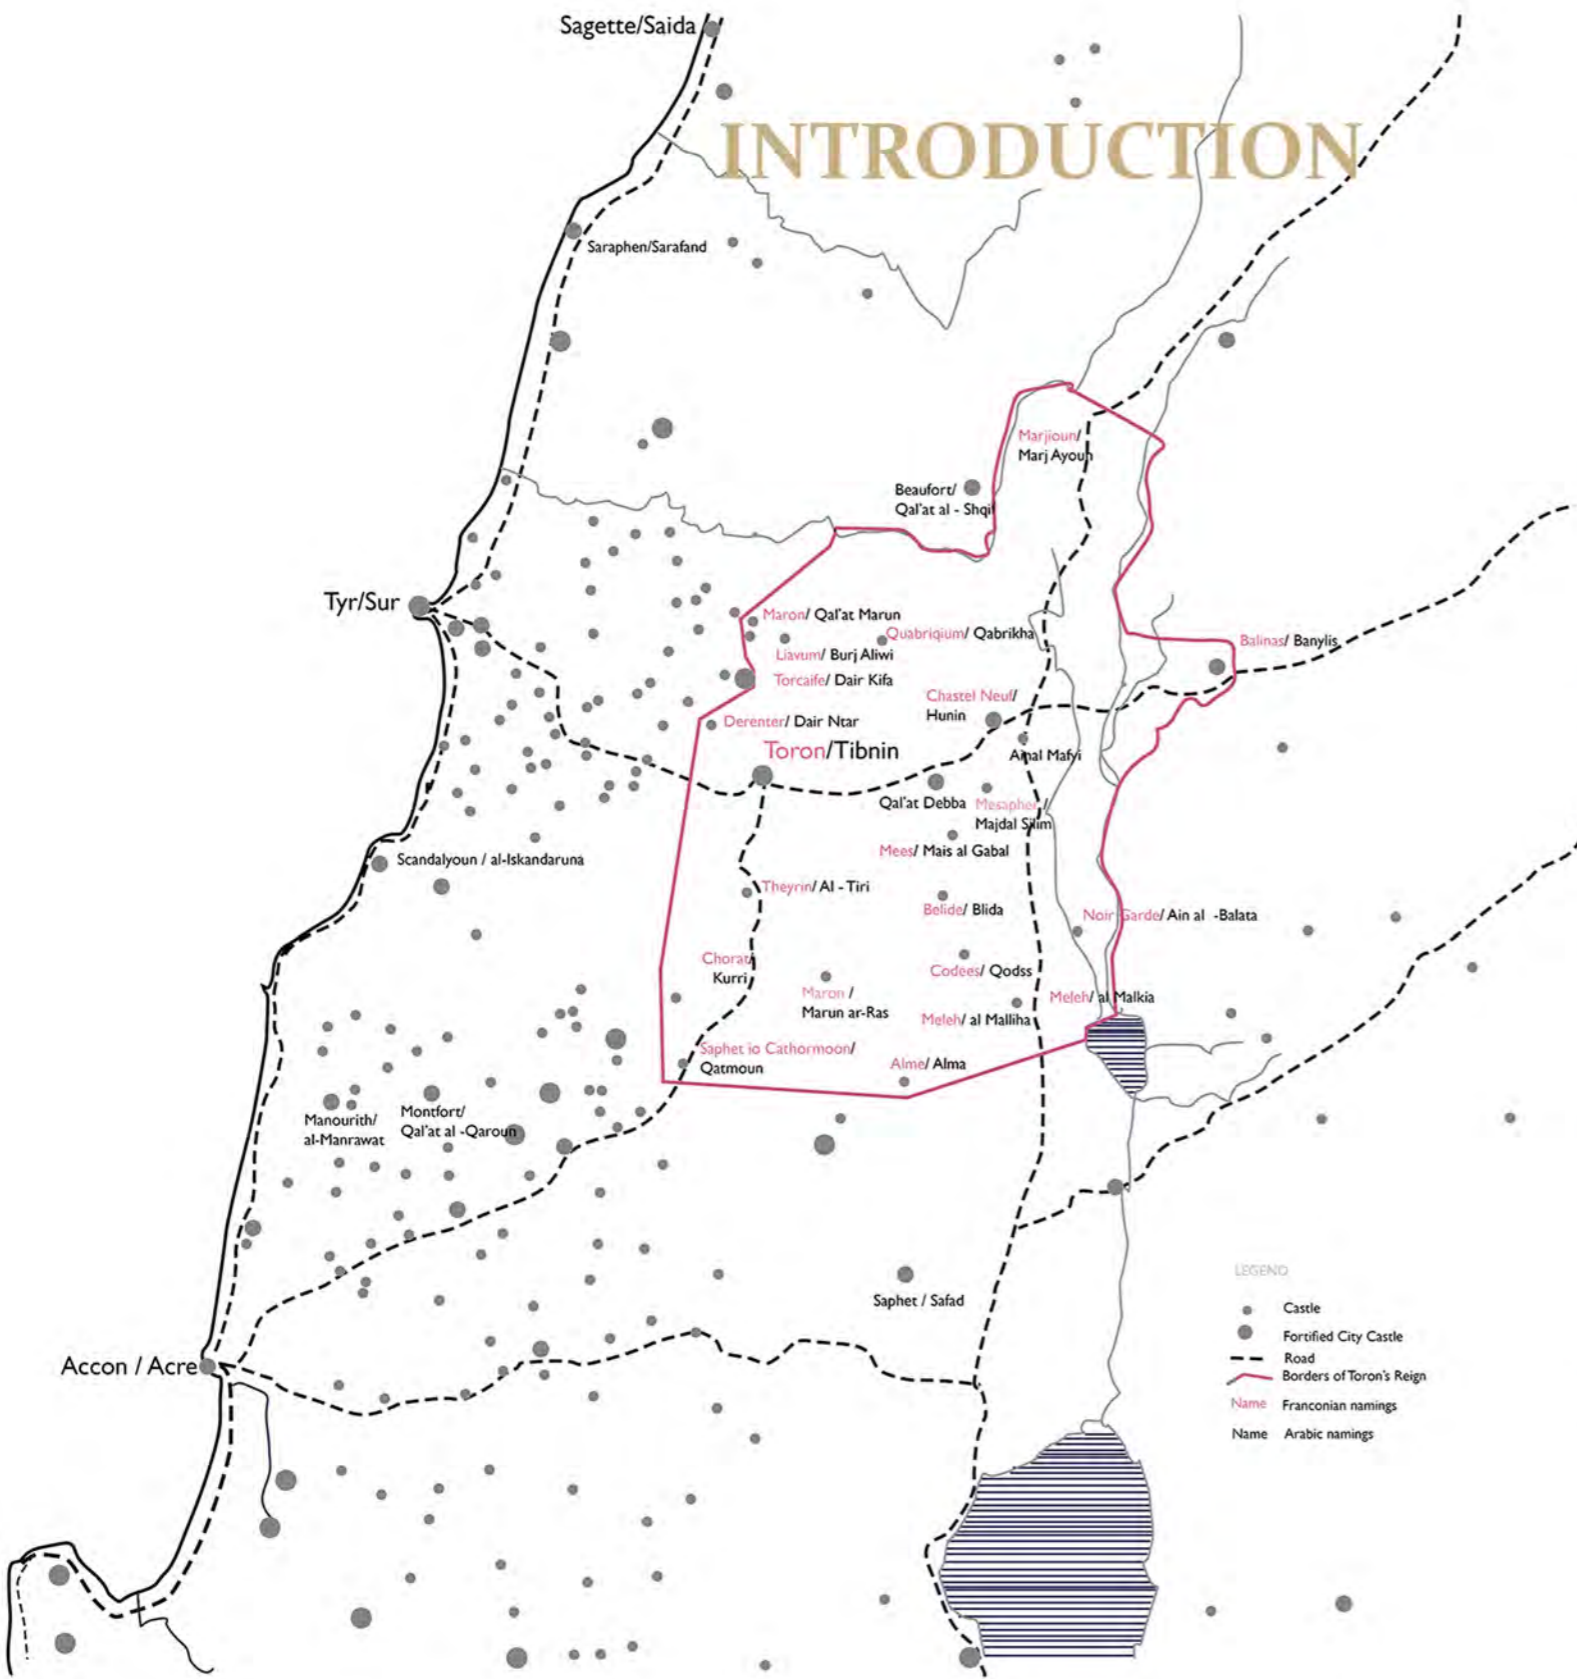 Sagette/Saida
INTRODUCTION
Saraphen/Sarafand
Marjioun/
Marj Ayoun
Beaufort/
Qal'at al - Shqif
Tyr/Sur
Maron/ Qal'at Marun
Quabriqium/ Qabrikha
Balinas/ Banylis
Liavum/ Burj Aliwi
Torcaife/ Dair Kifa
Chastel Neuf/
Hunin
Derenter/ Dair Ntar
Toron/Tibnin
Ainal Mafyi
Qal'at Debba
Mesapher /
Majdal Silim
Mees/ Mais al Gabal
Scandalyoun / al-Iskandaruna
Theyrin/ Al - Tiri
Belide/ Blida
Noir Garde/ Ain al -Balata
Chorat/
Kurri
Codees/ Qodss
Maron /
Marun ar-Ras
Meleh/ al Malkia
Meleh/ al Malliha
Saphet io Cathormoon/
Qatmoun
Alme/ Alma
Manourith/
al-Manrawat
Montfort/
Qal'at al -Qaroun
Saphet / Safad
Accon / Acre
LEGEND
Castle
Fortified City Castle
Road
Borders of Toron's Reign
Name Franconian namings
Name Arabic namings